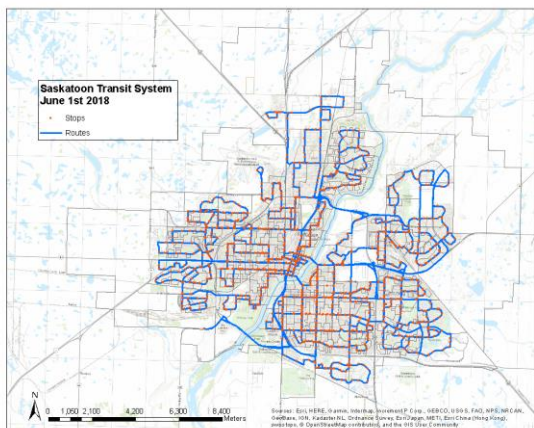 Saskatoon Transit System
June 1st 2018
Stops
Routes
N
0 1,050 2,100 4,200 6,300 8,400
Meters
Sources: Esri, HERE, Garmin, Intermap, increment P Corp., GEBCO, USGS, FAO, NPS, NRCAN,
GeoBase, IGN, Kadaster NL, Ordnance Survey, Esri Japan, METI, Esri China (Hong Kong),
© OpenStreetMap contributors, and the GIS User Community